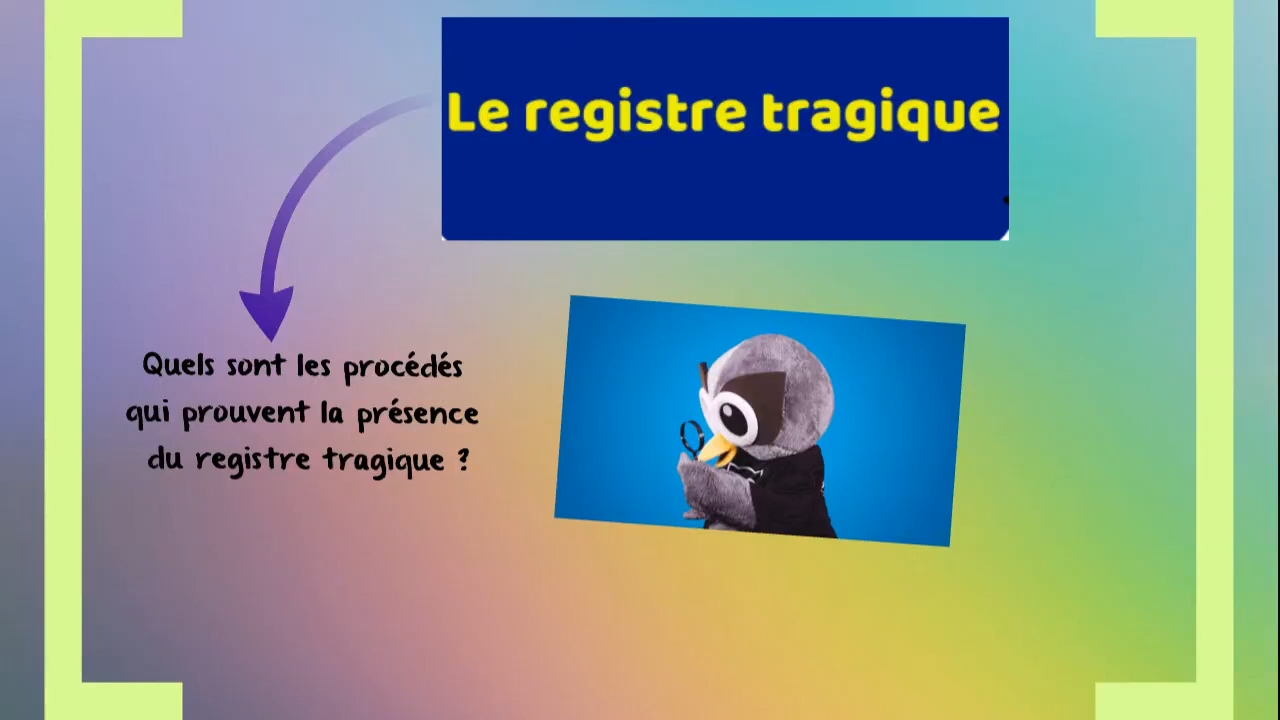 Le registre tragique
Quels sont les procédés
qui prouvent la présence
du registre tragique ?